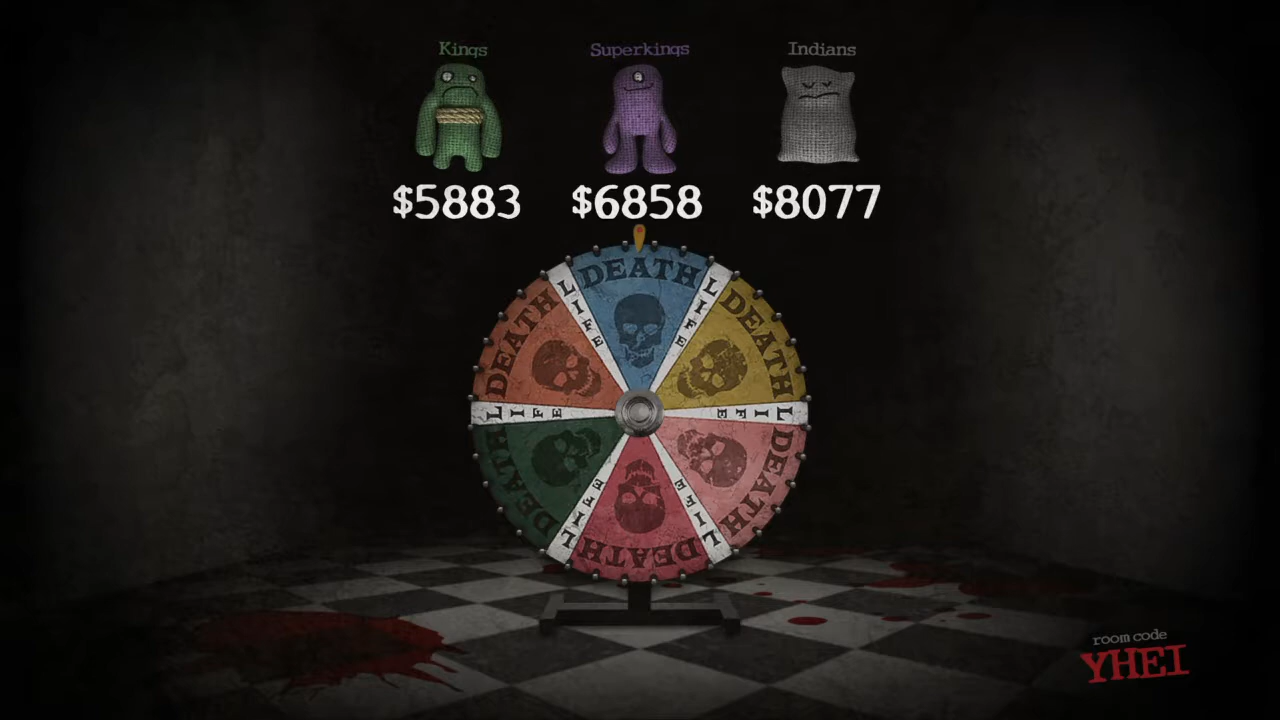 Kings
Superkings
Indians
$5883
$6858
$8077
DEATH
LIFE
DEATH
LIFE
DEATH
LIFE
DEATH
LIFE
DEATH
LIFE
DEATH
LIFE
room code
YHEI